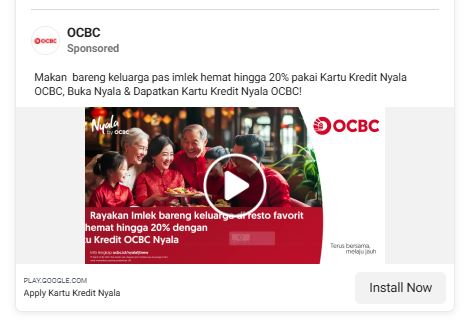 OCBC
OCBC
Sponsored
Makan bareng keluarga pas imlek hemat hingga 20% pakai Kartu Kredit Nyala
OCBC, Buka Nyala & Dapatkan Kartu Kredit Nyala OCBC!
Nyala
by OCBC
OCBC
Rayakan Imlek bareng keluarga di resto favorit
hemat hingga 20% dengan
tu Kredit OCBC Nyala
Terus bersama,
melaju jauh
PLAY.GOOGLE.COM
Apply Kartu Kredit Nyala
Install Now